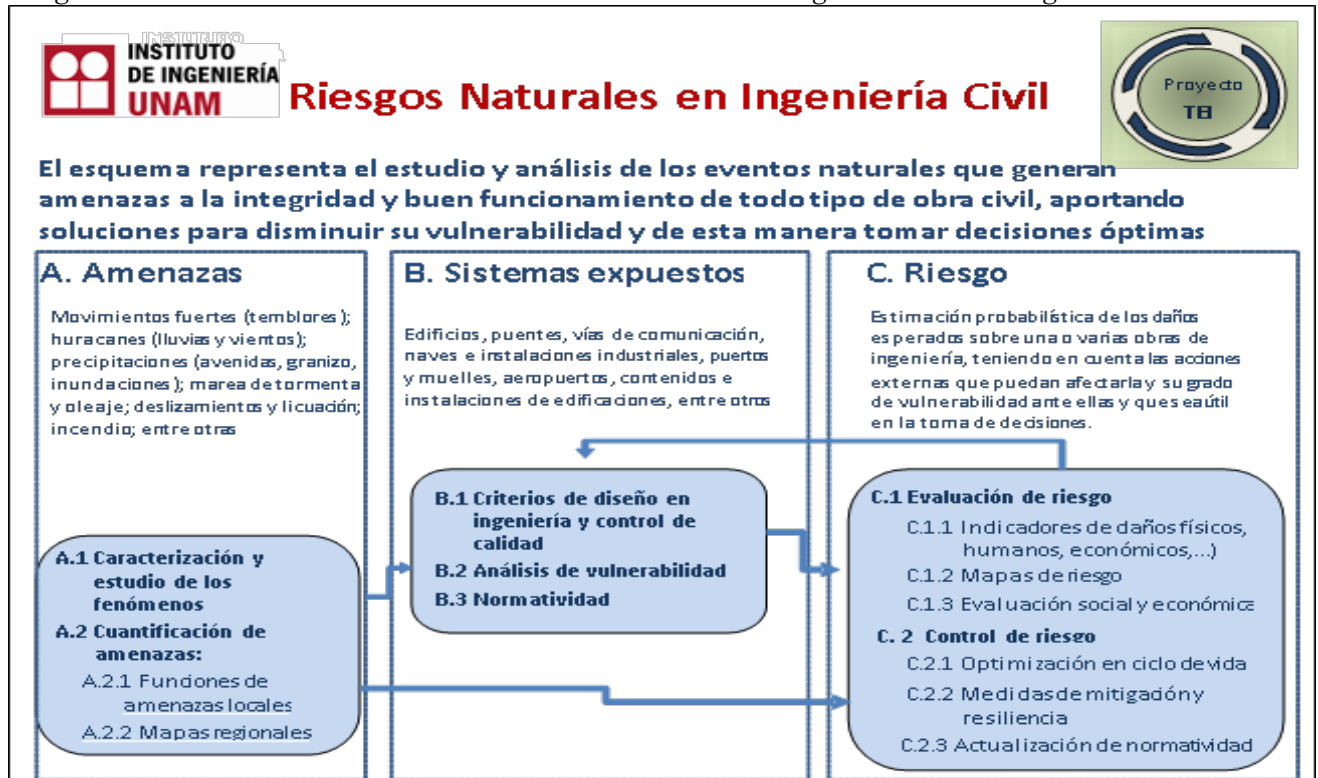 INSTITUTO
DE INGENIERÍA
UNAM
Riesgos Naturales en Ingeniería Civil
Proyecto
TEI
El esquema representa el estudio y análisis de los eventos naturales que generan
amenazas a la integridad y buen funcionamiento de todo tipo de obra civil, aportando
soluciones para disminuir su vulnerabilidad y de esta manera tomar decisiones óptimas
A. Amenazas
Movimientos fuertes (temblores);
huracanes (lluvias y vientos);
precipitaciones (avenidas, granizo,
inundaciones); marea de tormenta
y oleaje; deslizamientos y licuación;
incendio; entre otras
A.1 Caracterización y
estudio de los
fenómenos
A.2 Cuantificación de
amenazas:
A.2.1 Funciones de
amenazas locales
A.2.2 Mapas regionales
B. Sistemas expuestos
Edificios, puentes, vías de comunicación,
naves e instalaciones industriales, puertos
y muelles, aeropuertos, contenidos e
instalaciones de edificaciones, entre otros
B.1 Criterios de diseño en
ingeniería y control de
calidad
B.2 Análisis de vulnerabilidad
B.3 Normatividad
C. Riesgo
Estimación probabilística de los daños
esperados sobre una o varias obras de
ingeniería, teniendo en cuenta las acciones
externas que puedan afectarla y su grado
de vulnerabilidad ante ellas y que sea útil
en la toma de decisiones.
C.1 Evaluación de riesgo
C.1.1 Indicadores de daños físicos,
humanos, económicos,...)
C.1.2 Mapas de riesgo
C.1.3 Evaluación social y económica
C. 2 Control de riesgo
C.2.1 Optimización en ciclo de vida
C.2.2 Medidas de mitigación y
resiliencia
C.2.3 Actualización de normatividad